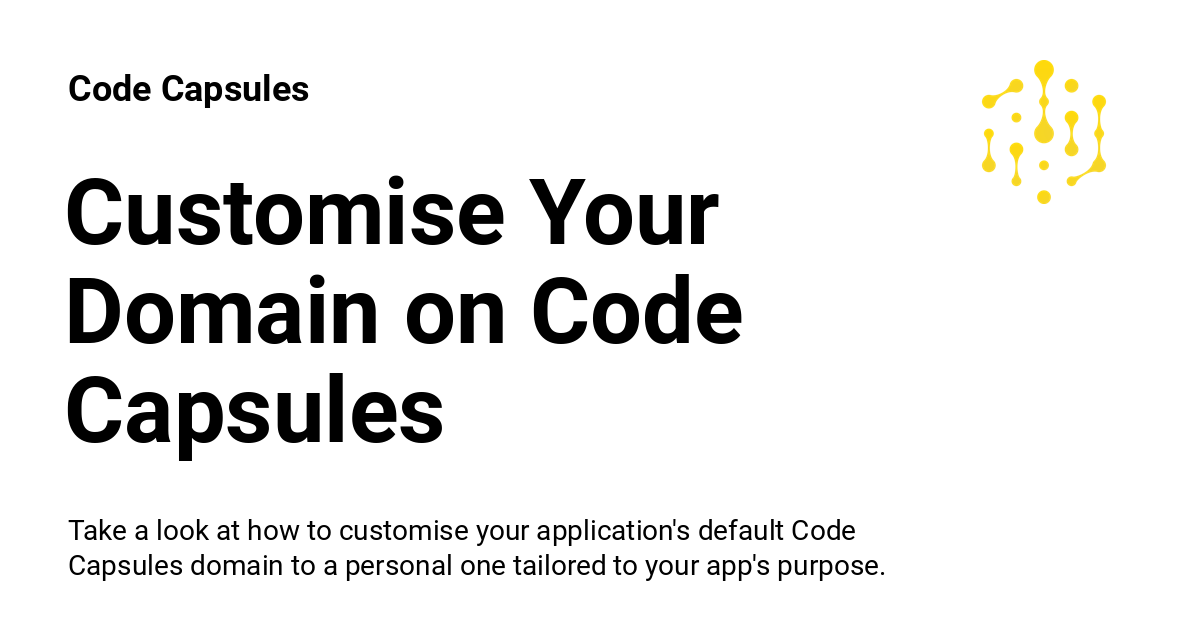 Code Capsules
Customise Your
Domain on Code
Capsules
Take a look at how to customise your application's default Code
Capsules domain to a personal one tailored to your app's purpose.